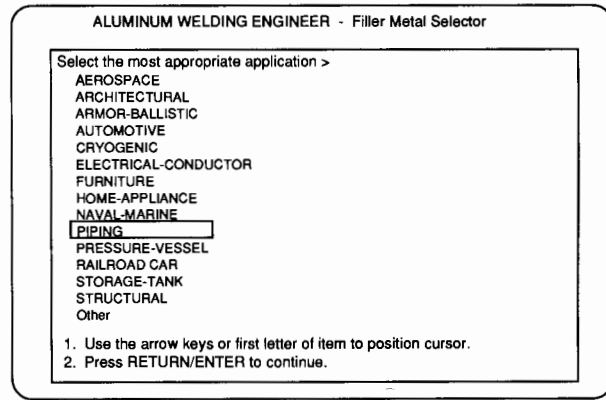 ALUMINUM WELDING ENGINEER - Filler Metal Selector
Select the most appropriate application >
AEROSPACE
ARCHITECTURAL
ARMOR-BALLISTIC
AUTOMOTIVE
CRYOGENIC
ELECTRICAL-CONDUCTOR
FURNITURE
HOME-APPLIANCE
NAVAL-MARINE
PIPING
PRESSURE-VESSEL
RAILROAD CAR
STORAGE-TANK
STRUCTURAL
Other
1. Use the arrow keys or first letter of item to position cursor.
2. Press RETURN/ENTER to continue.